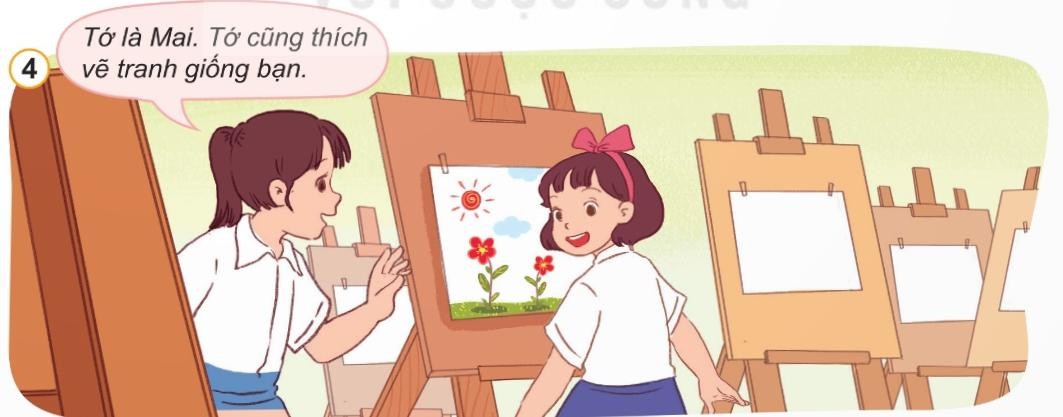 Tớ là Mai. Tớ cũng thích
vẽ tranh giống bạn.
4